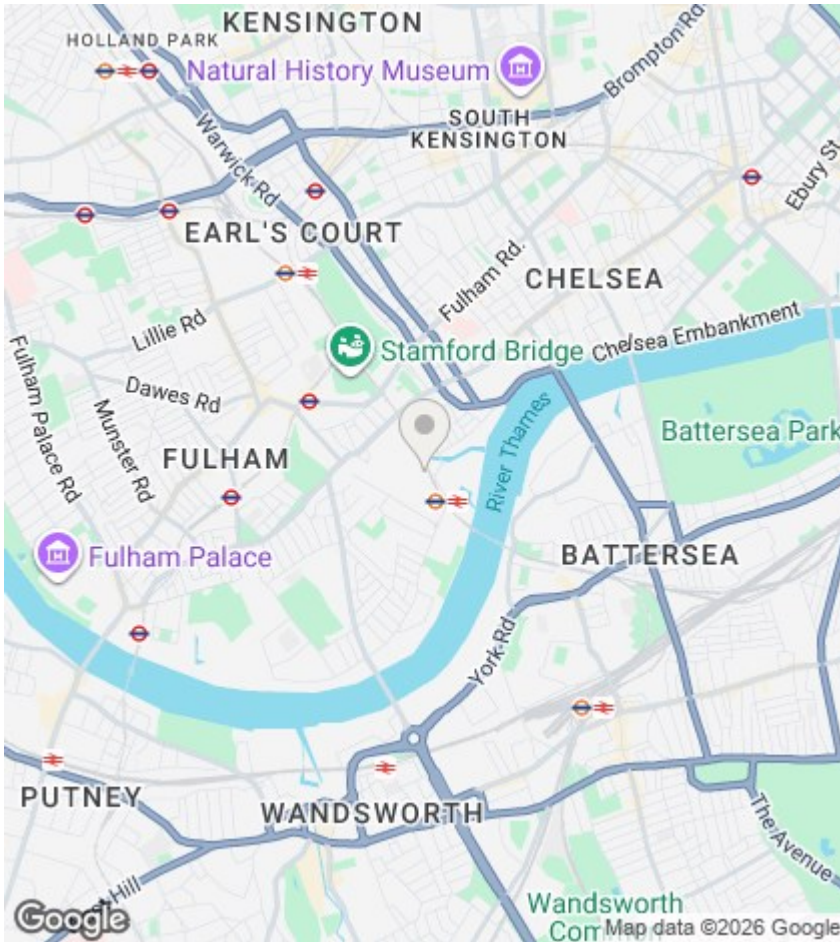 KENSINGTON
HOLLAND PARK
Natural History Museum
Brompton Rd
SOUTH
KENSINGTON
Warwick Rd
Ebury St
EARL'S COURT
Fulham Rd.
CHELSEA
Lillie Rd
Chelsea Embankment
Stamford Bridge
Fulham Palace Rd
Dawes Rd
Munster Rd
River Thames
Battersea Park
FULHAM
Fulham Palace
BATTERSEA
York Rd
PUTNEY
WANDSWORTH
The Avenue
Hill
Wandsworth
Google
Map data ©2026 Google